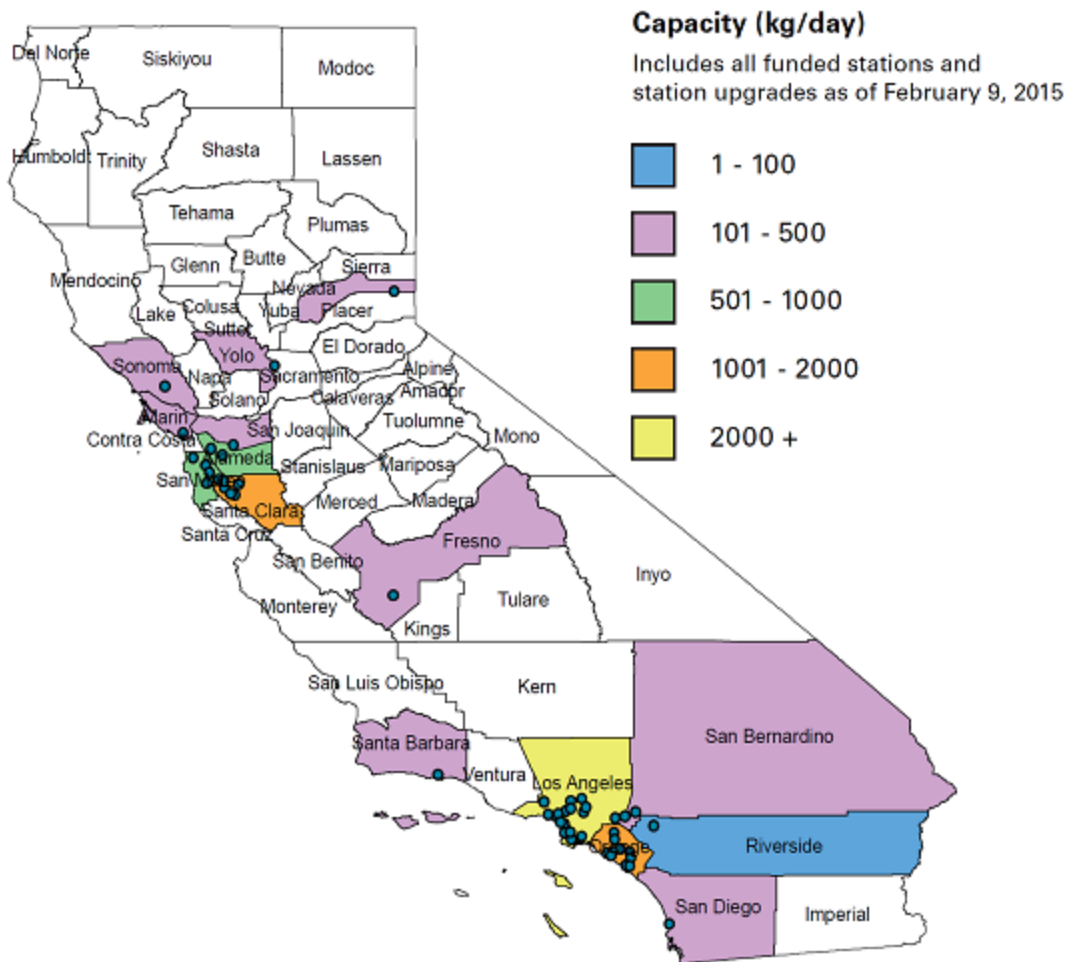 Capacity (kg/day)
Includes all funded stations and
station upgrades as of February 9, 2015
1 - 100
101 - 500
501 - 1000
1001 - 2000
2000 +
Del Norte
Siskiyou
Modoc
Humboldt
Trinity
Shasta
Lassen
Tehama
Plumas
Mendocino
Glenn
Butte
Sierra
Nevada
Lake
Colusa
Yuba
Placer
Sutter
El Dorado
Sonoma
Yolo
Napa
Sacramento
Alpine
Solano
Calaveras
Amador
Marin
Tuolumne
Contra Costa
San Joaquin
Mono
Alameda
Stanislaus
Mariposa
San Mateo
Santa Clara
Merced
Madera
Santa Cruz
Fresno
San Benito
Inyo
Monterey
Tulare
Kings
San Luis Obispo
Kern
Santa Barbara
San Bernardino
Ventura
Los Angeles
Orange
Riverside
San Diego
Imperial